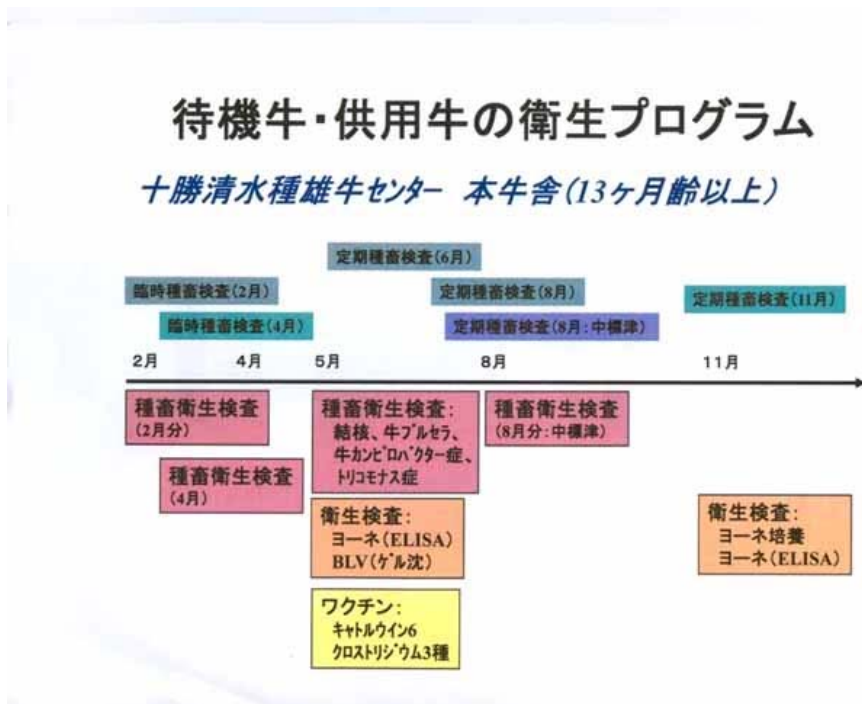 待機牛・供用牛の衛生プログラム
十勝清水種雄牛センター 本牛舎(13ヶ月齢以上)
定期種畜検査(6月)
臨時種畜検査(2月)
定期種畜検査(8月)
定期種畜検査(11月)
臨時種畜検査(4月)
定期種畜検査(8月:中標津)
2月 4月 5月 8月 11月
種畜衛生検査
(2月分)
種畜衛生検査
(4月)
種畜衛生検査:
結核、牛ブルセラ、
牛カンピロバクター症、
トリコモナス症
種畜衛生検査
(8月分:中標津)
衛生検査:
ヨーネ(ELISA)
BLV(ゲル沈)
衛生検査:
ヨーネ培養
ヨーネ(ELISA)
ワクチン:
キャトルウイン6
クロストリジウム3種